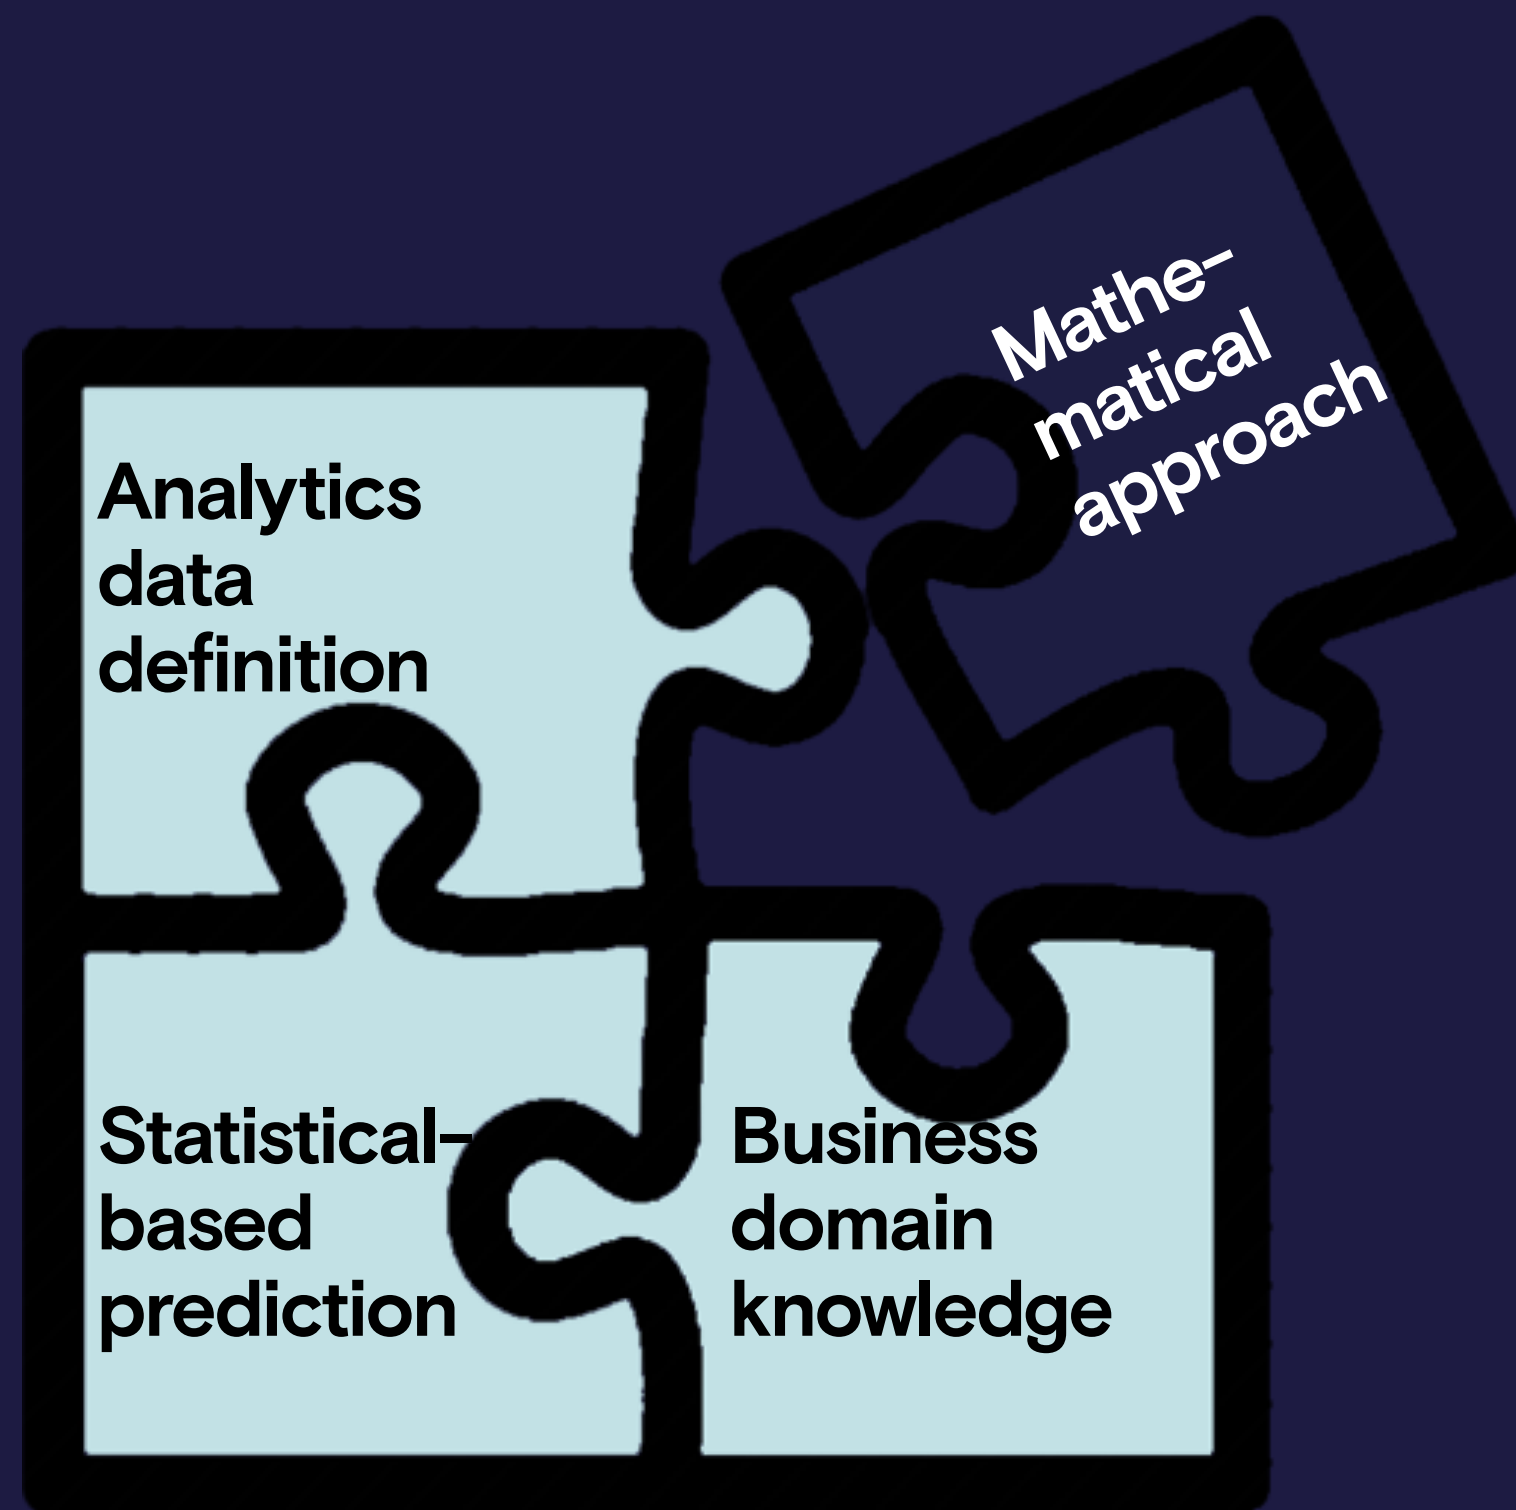 Mathe-
matical
approach
Analytics
data
definition
Statistical-
based
prediction
Business
domain
knowledge